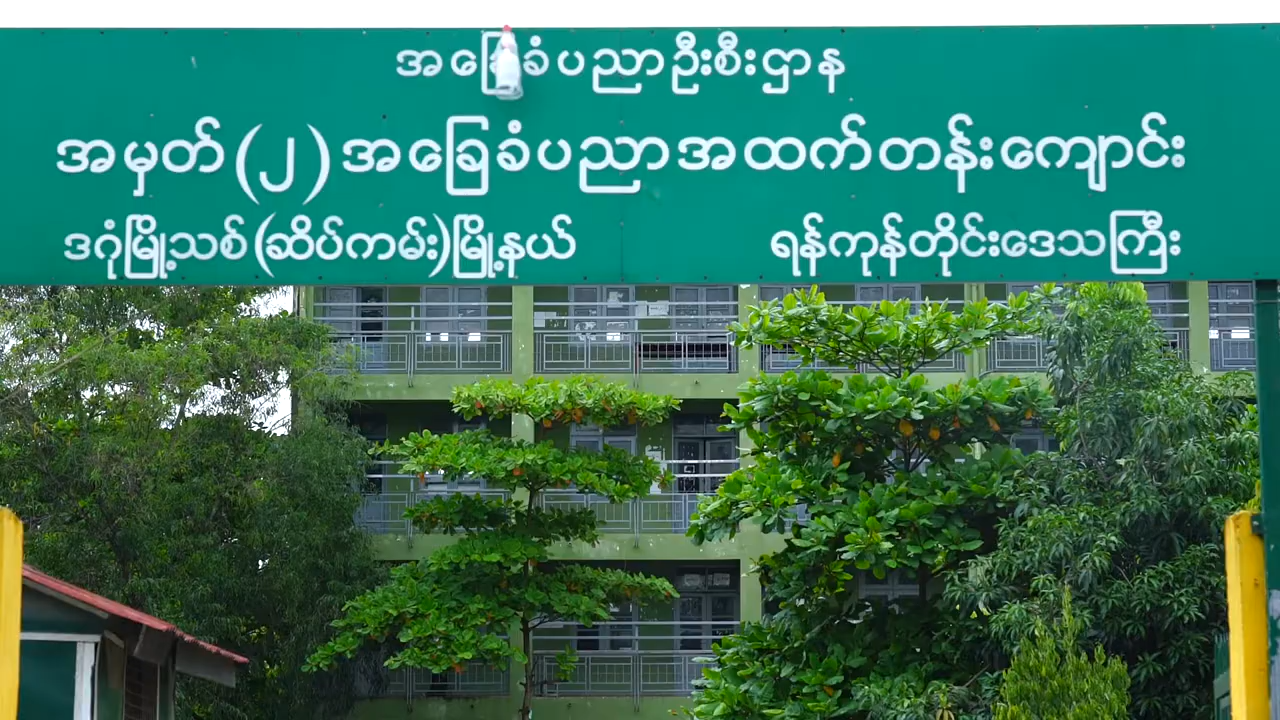 အခြေခံပညာဦးစီးဌာန
အမှတ်(၂)အခြေခံပညာအထက်တန်းကျောင်း
ဒဂုံမြို့သစ်(ဆိပ်ကမ်း)မြို့နယ် ရန်ကုန်တိုင်းဒေသကြီး